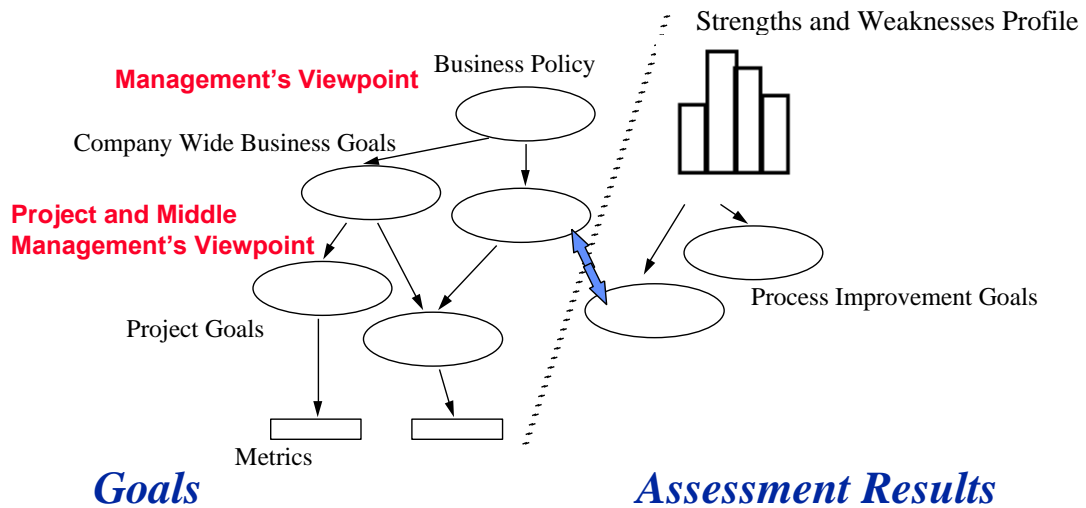 Strengths and Weaknesses Profile
Business Policy
Management’s Viewpoint
Company Wide Business Goals
Project and Middle
Management’s Viewpoint
Process Improvement Goals
Project Goals
Metrics
Goals
Assessment Results